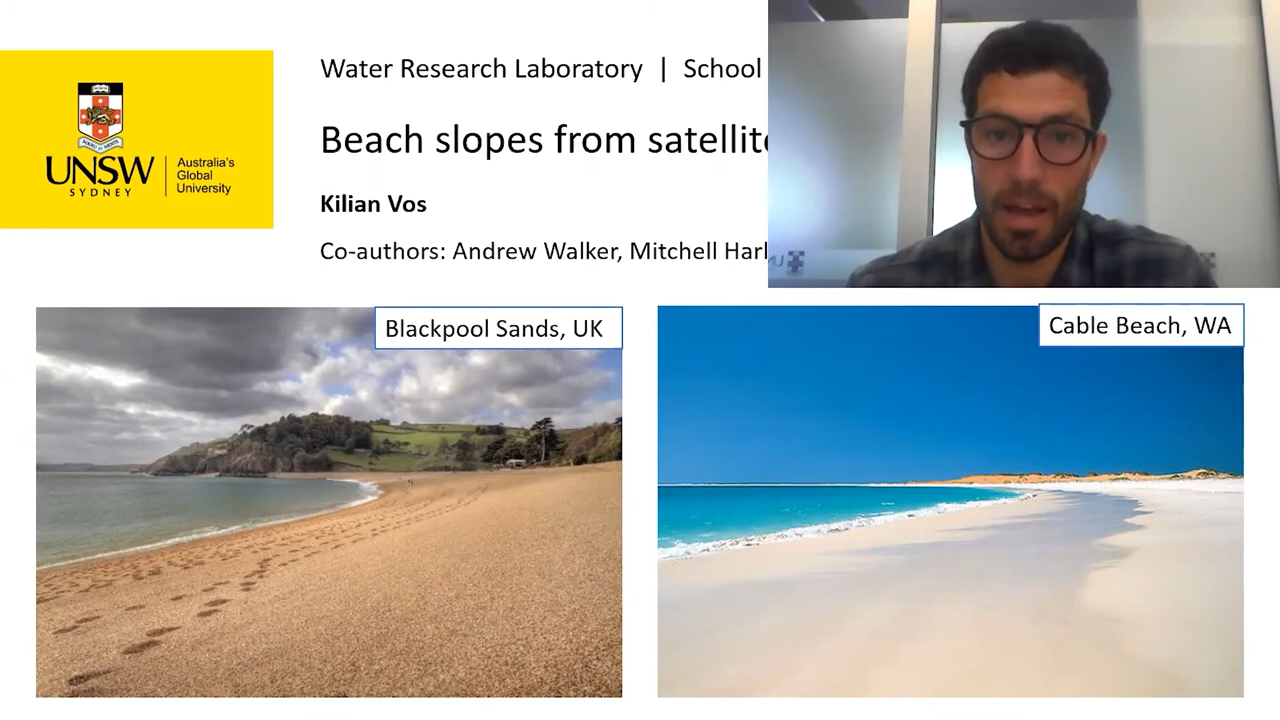 UNSW
SYDNEY
Australia's
Global
University
Water Research Laboratory | School
Beach slopes from satellite
Kilian Vos
Co-authors: Andrew Walker, Mitchell Harl
Blackpool Sands, UK
Cable Beach, WA